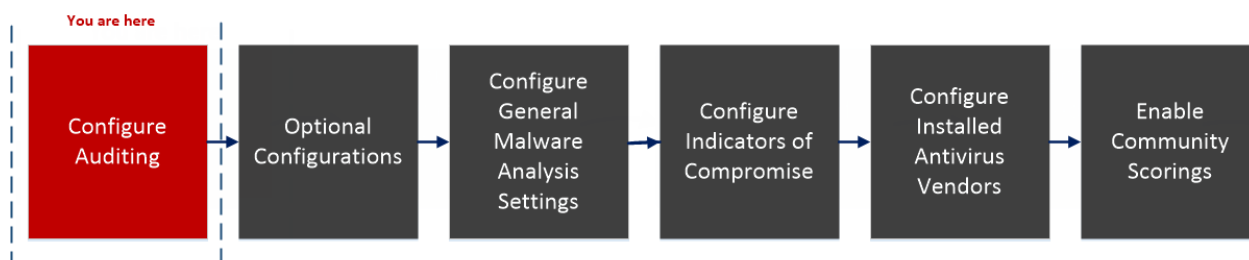 You are here
Configure
Auditing
Optional
Configurations
Configure
General
Malware
Analysis
Settings
Configure
Indicators of
Compromise
Configure
Installed
Antivirus
Vendors
Enable
Community
Scorings